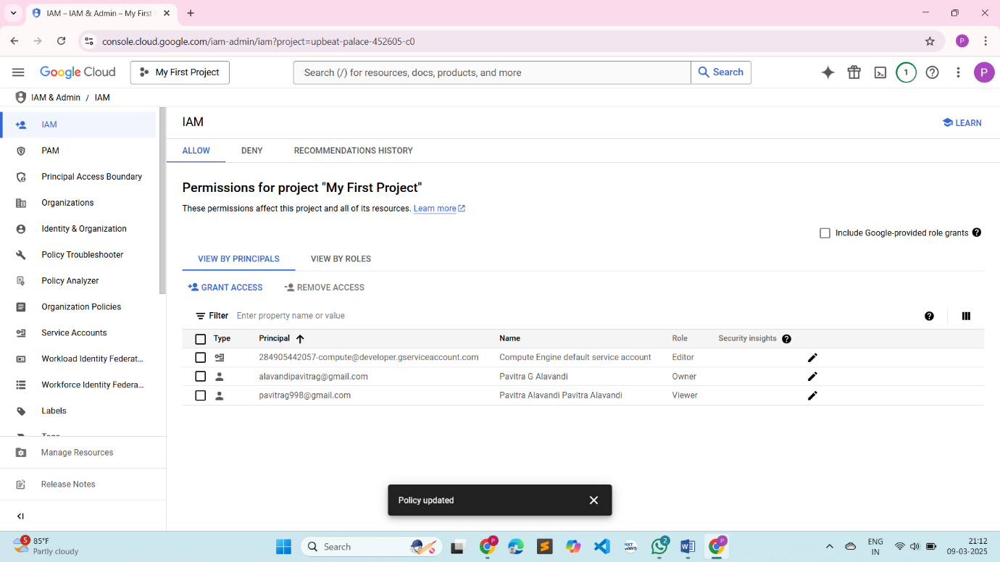 IAM – IAM & Admin – My First
console.cloud.google.com/iam-admin/iam?project=upbeat-palace-452605-c0
P
Google Cloud
My First Project
Search (/) for resources, docs, products, and more
Search
1
P
IAM & Admin / IAM
IAM
PAM
Principal Access Boundary
Organizations
Identity & Organization
Policy Troubleshooter
Policy Analyzer
Organization Policies
Service Accounts
Workload Identity Federat...
Workforce Identity Federa...
Labels
Tags
Manage Resources
Release Notes
IAM
LEARN
ALLOW DENY RECOMMENDATIONS HISTORY
Permissions for project "My First Project"
These permissions affect this project and all of its resources. Learn more
Include Google-provided role grants
VIEW BY PRINCIPALS VIEW BY ROLES
GRANT ACCESS REMOVE ACCESS
Filter Enter property name or value
Type Principal Name Role Security insights
284905442057-compute@developer.gserviceaccount.com Compute Engine default service account Editor
alavandipavitrag@gmail.com Pavitra G Alavandi Owner
pavitrag998@gmail.com Pavitra Alavandi Pavitra Alavandi Viewer
Policy updated
5
85°F
Partly cloudy
Search
P
NXT
WAVE
2
P
ENG
IN
21:12
09-03-2025